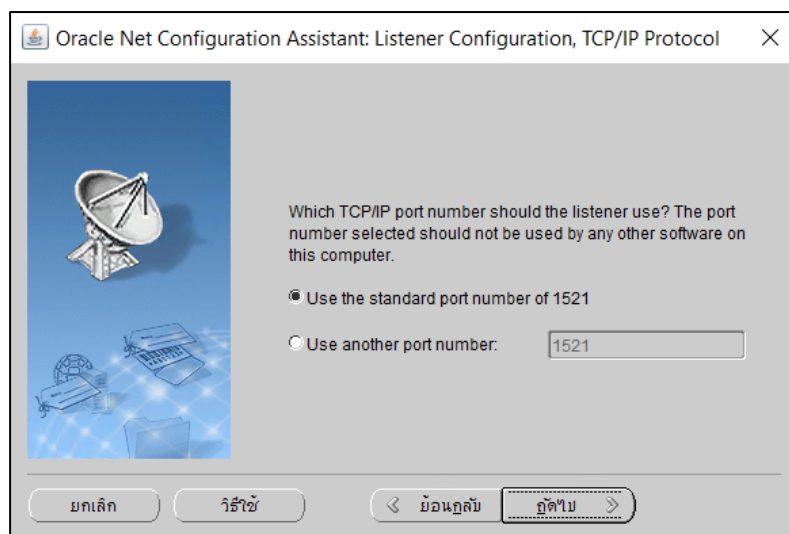 Oracle Net Configuration Assistant: Listener Configuration, TCP/IP Protocol
Which TCP/IP port number should the listener use? The port
number selected should not be used by any other software on
this computer.
Use the standard port number of 1521
Use another port number: 1521
ยกเลิก วิธีใช้ ย้อนกลับ ถัดไป